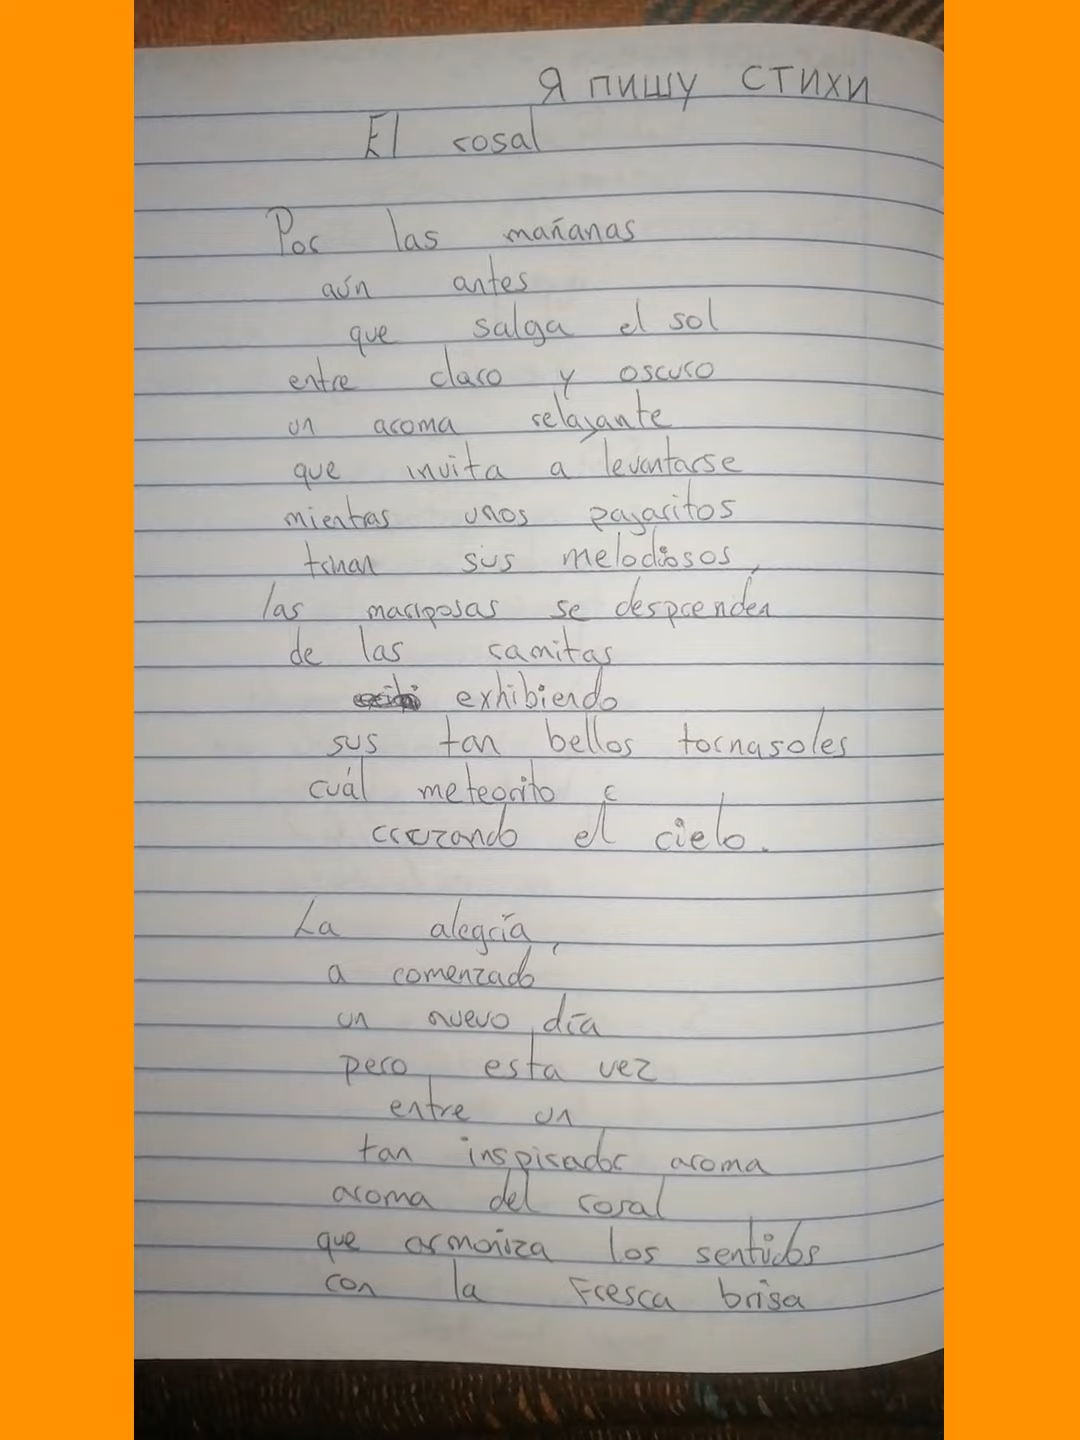 Я пишу стихи
El rosal
Por las mañanas
aún antes
que salga el sol
entre claro y oscuro
un aroma relajante
que invita a levantarse
mientras unos pajaritos
sus melodiosos,
las mariposas se desprenden
de las ramitas
exhibiendo
sus tan bellos tornasoles
cuál meteorito
cruzando el cielo.
La alegría,
a comenzado
un nuevo día
pero esta vez
entre un
tan inspirador aroma
aroma del rosal
que armoniza los sentidos
con la fresca brisa